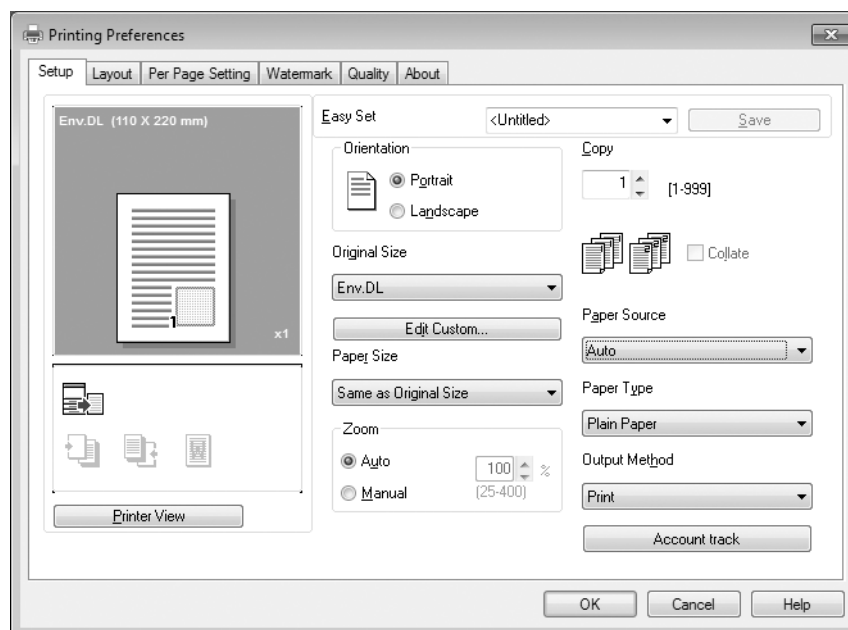 Printing Preferences
Setup Layout Per Page Setting Watermark Quality About
Env.DL (110 X 220 mm)
1
x1
Printer View
Easy Set <Untitled> Save
Orientation
Portrait
Landscape
Original Size
Env.DL
Edit Custom...
Paper Size
Same as Original Size
Zoom
Auto
Manual
100 %
(25-400)
Copy
1 [1-999]
Collate
Paper Source
Auto
Paper Type
Plain Paper
Output Method
Print
Account track
OK Cancel Help